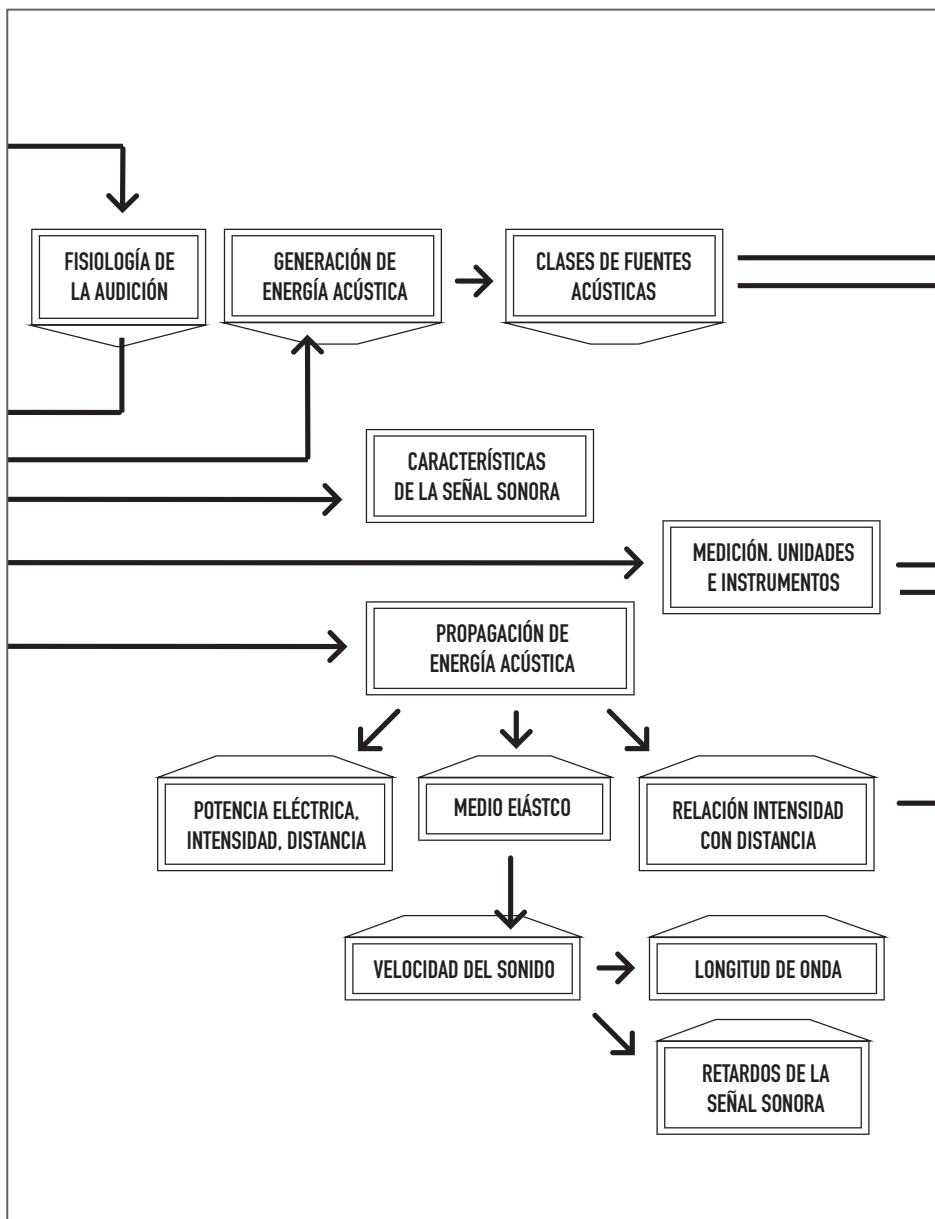 FISIOLOGÍA DE
LA AUDICIÓN
GENERACIÓN DE
ENERGÍA ACÚSTICA
CLASES DE FUENTES
ACÚSTICAS
CARACTERÍSTICAS
DE LA SEÑAL SONORA
MEDICIÓN. UNIDADES
E INSTRUMENTOS
PROPAGACIÓN DE
ENERGÍA ACÚSTICA
POTENCIA ELÉCTRICA,
INTENSIDAD, DISTANCIA
MEDIO ElÁSTCO
RELACIÓN INTENSIDAD
CON DISTANCIA
VELOCIDAD DEL SONIDO
LONGITUD DE ONDA
RETARDOS DE LA
SEÑAL SONORA